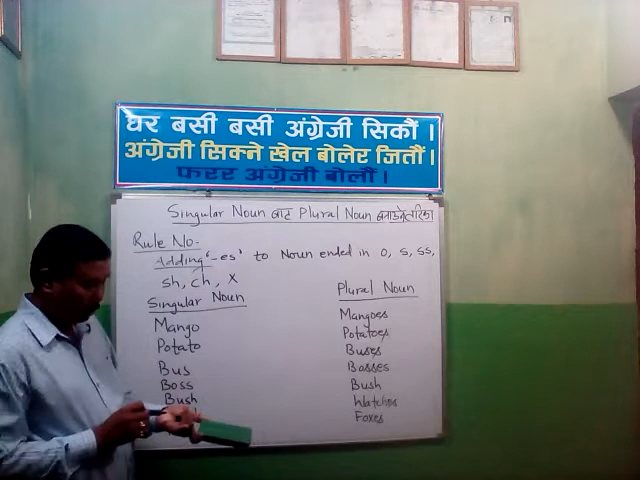 घर बसी बसी अंग्रेजी सिकौं ।
अंग्रेजी सिक्ने खेल बोलेर जितौं ।
फरर अंग्रेजी बोलौं ।
Singular Noun बाट Plural Noun बनाउने तरिका
Rule No.
Adding '-es' to Noun ended in o, s, ss,
sh, ch, x
Singular Noun Plural Noun
Mango Mangoes
Potato Potatoes
Bus Buses
Boss Bosses
Bush Bush
Watches
Foxes